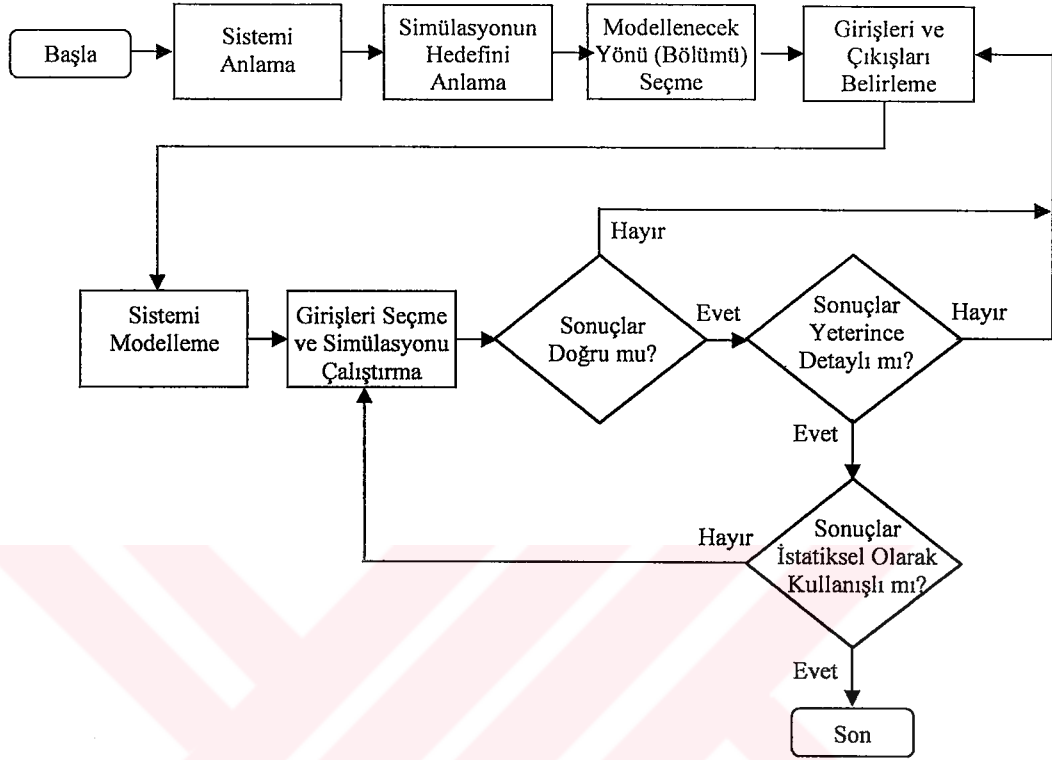 Başla
Sistemi
Anlama
Simülasyonun
Hedefini
Anlama
Modellenecek
Yönü (Bölümü)
Seçme
Girişleri ve
Çıkışları
Belirleme
Hayır
Sistemi
Modelleme
Girişleri Seçme
ve Simülasyonu
Çalıştırma
Sonuçlar
Doğru mu?
Evet
Sonuçlar
Yeterince
Detaylı mı?
Hayır
Evet
Hayır
Sonuçlar
İstatiksel Olarak
Kullanışlı mı?
Evet
Son